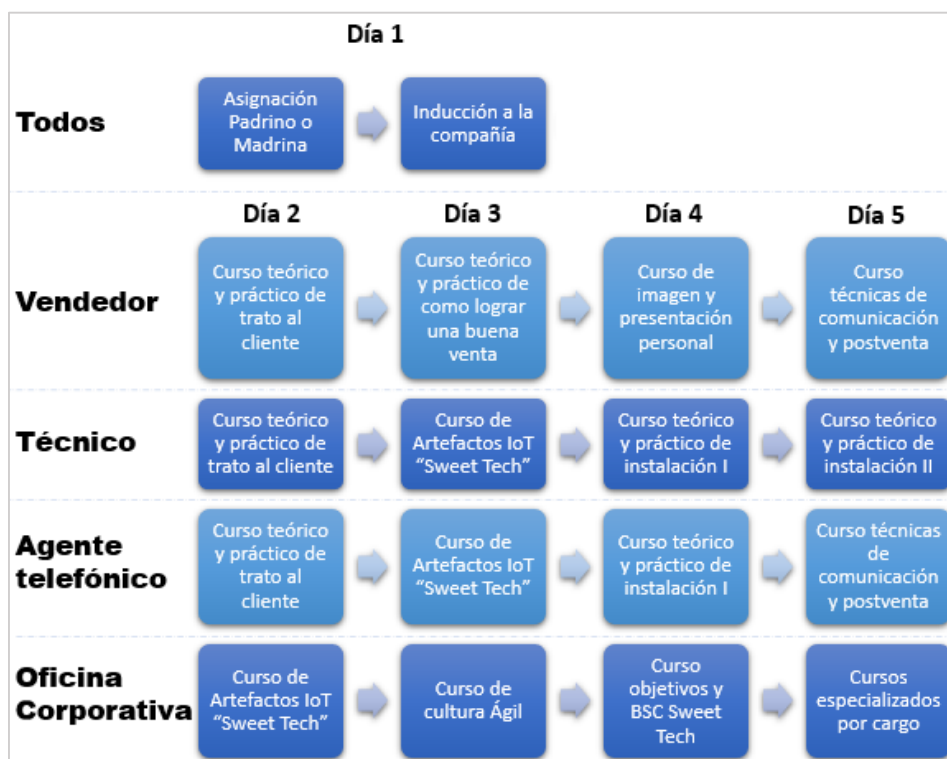 Día 1
Todos
Asignación
Padrino o
Madrina
Inducción a la
compañía
Día 2
Día 3
Día 4
Día 5
Vendedor
Curso teórico
y práctico de
trato al
cliente
Curso teórico
y práctico de
como lograr
una buena
venta
Curso de
imagen y
presentación
personal
Curso
técnicas de
comunicación
y postventa
Técnico
Curso teórico
y práctico de
trato al cliente
Curso de
Artefactos IoT
“Sweet Tech”
Curso teórico
y práctico de
instalación I
Curso teórico
y práctico de
instalación II
Agente
telefónico
Curso teórico
y práctico de
trato al
cliente
Curso de
Artefactos IoT
“Sweet Tech”
Curso teórico
y práctico de
instalación I
Curso técnicas
de
comunicación
y postventa
Oficina
Corporativa
Curso de
Artefactos IoT
“Sweet Tech”
Curso de
cultura Ágil
Curso
objetivos y
BSC Sweet
Tech
Cursos
especializados
por cargo